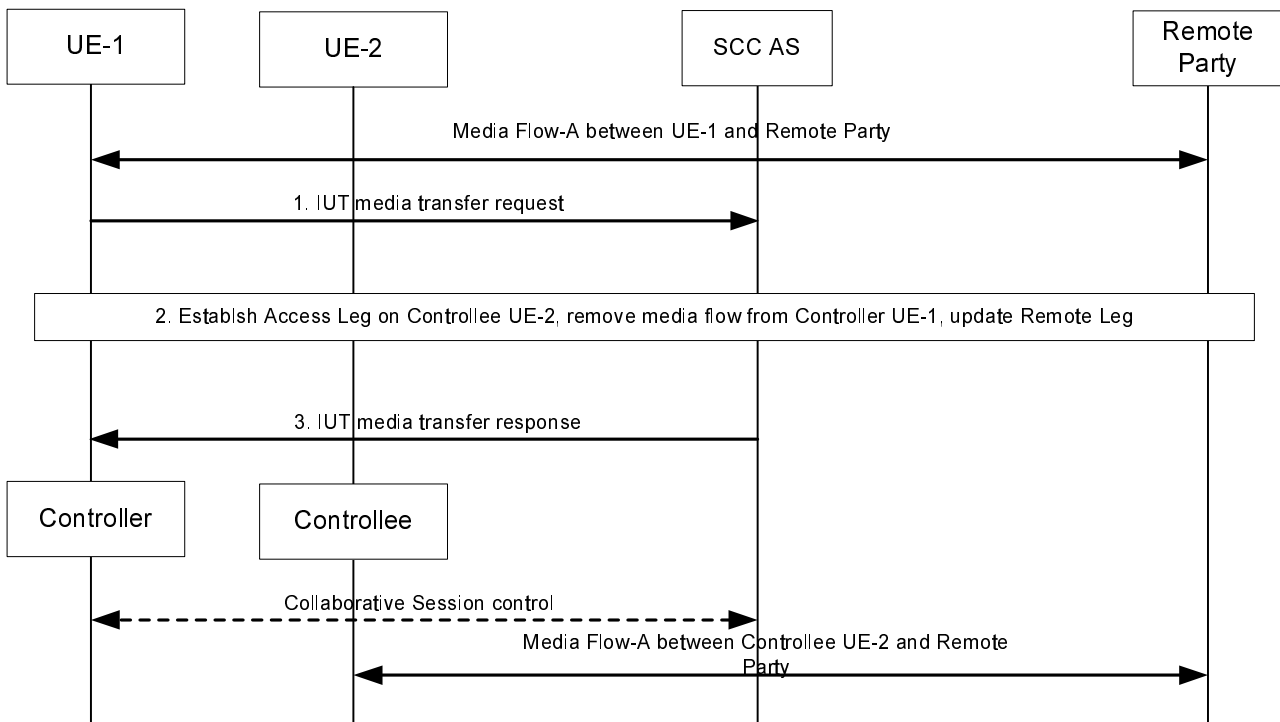 UE-1
UE-2
SCC AS
Remote
Party
Media Flow-A between UE-1 and Remote Party
1. IUT media transfer request
2. Establsh Access Leg on Controllee UE-2, remove media flow from Controller UE-1, update Remote Leg
3. IUT media transfer response
Controller
Controllee
Collaborative Session control
Media Flow-A between Controllee UE-2 and Remote
Party